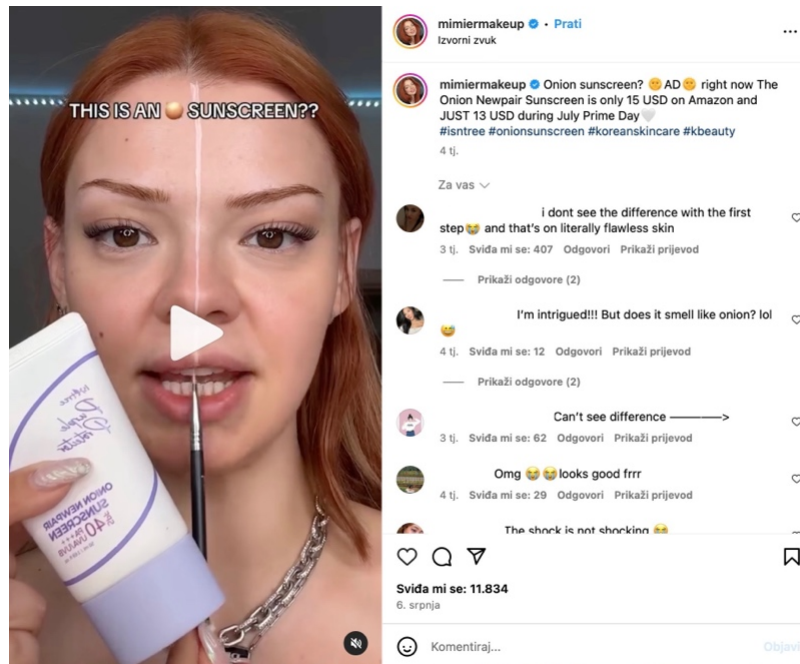 THIS IS AN 🧅 SUNSCREEN??
ONION NEWPAIR
SUNSCREEN
40 PA+++
UVA/UVB
mimiermakeup • Prati
Izvorni zvuk
mimiermakeup Onion sunscreen? 🤭AD🤭 right now The
Onion Newpair Sunscreen is only 15 USD on Amazon and
JUST 13 USD during July Prime Day🤍
#isntree #onionsunscreen #koreanskincare #kbeauty
4 tj.
Za vas
i dont see the difference with the first
step😭 and that's on literally flawless skin
3 tj. Sviđa mi se: 407 Odgovori Prikaži prijevod
Prikaži odgovore (2)
I'm intrigued!!! But does it smell like onion? lol
😅
4 tj. Sviđa mi se: 12 Odgovori Prikaži prijevod
Prikaži odgovore (2)
Can't see difference ————>
3 tj. Sviđa mi se: 62 Odgovori Prikaži prijevod
Omg 😭😭looks good frrr
4 tj. Sviđa mi se: 29 Odgovori Prikaži prijevod
The shock is not shocking 😭
Sviđa mi se: 11.834
6. srpnja
Komentiraj...
Objavi